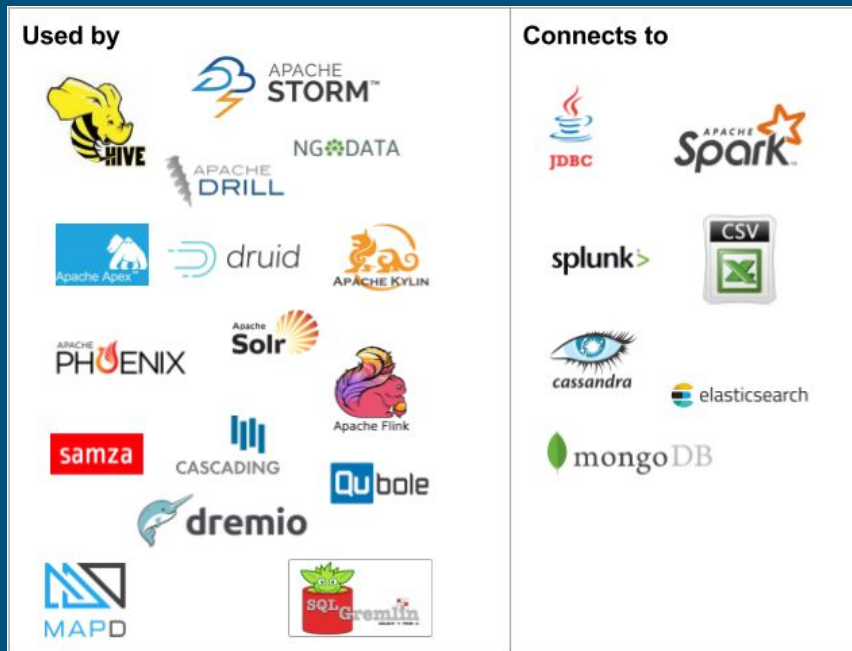 Used by
HIVE
APACHE
STORM™
NGDATA
APACHE
DRILL
Apache Apex™
druid
APACHE KYLIN
APACHE
PHOENIX
Apache
Solr
Apache Flink
samza
CASCADING
Qubole
dremio
MAPD
SQL
Gremlin
Connects to
JDBC
APACHE
Spark™
splunk>
CSV
X
cassandra
elasticsearch
mongoDB